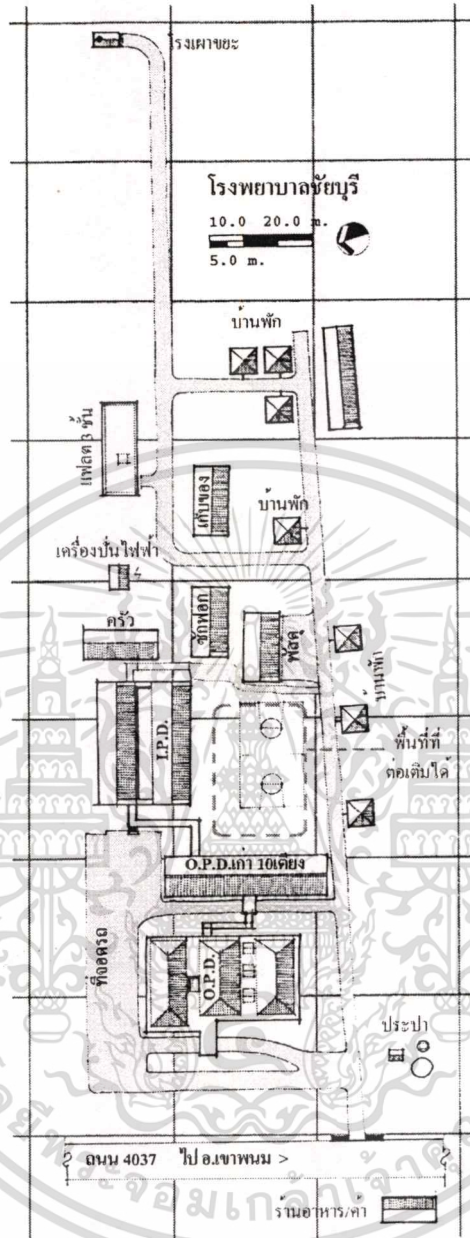 โรงเผาขยะ
โรงพยาบาลชัยบุรี
10.0 20.0 m.
5.0 m.
บ้านพัก
แฟลต 3 ชั้น
เก็บของ
บ้านพัก
เครื่องปั่นไฟฟ้า
ครัว
ซักฟอก
พัสดุ
บ้านพัก
I.P.D.
พื้นที่ที่
ต่อเติมได้
O.P.D.เก่า 10เตียง
ที่จอดรถ
O.P.D.
ประปา
ถนน 4037 ไป อ.เขาพนม >
ร้านอาหาร/ค้า